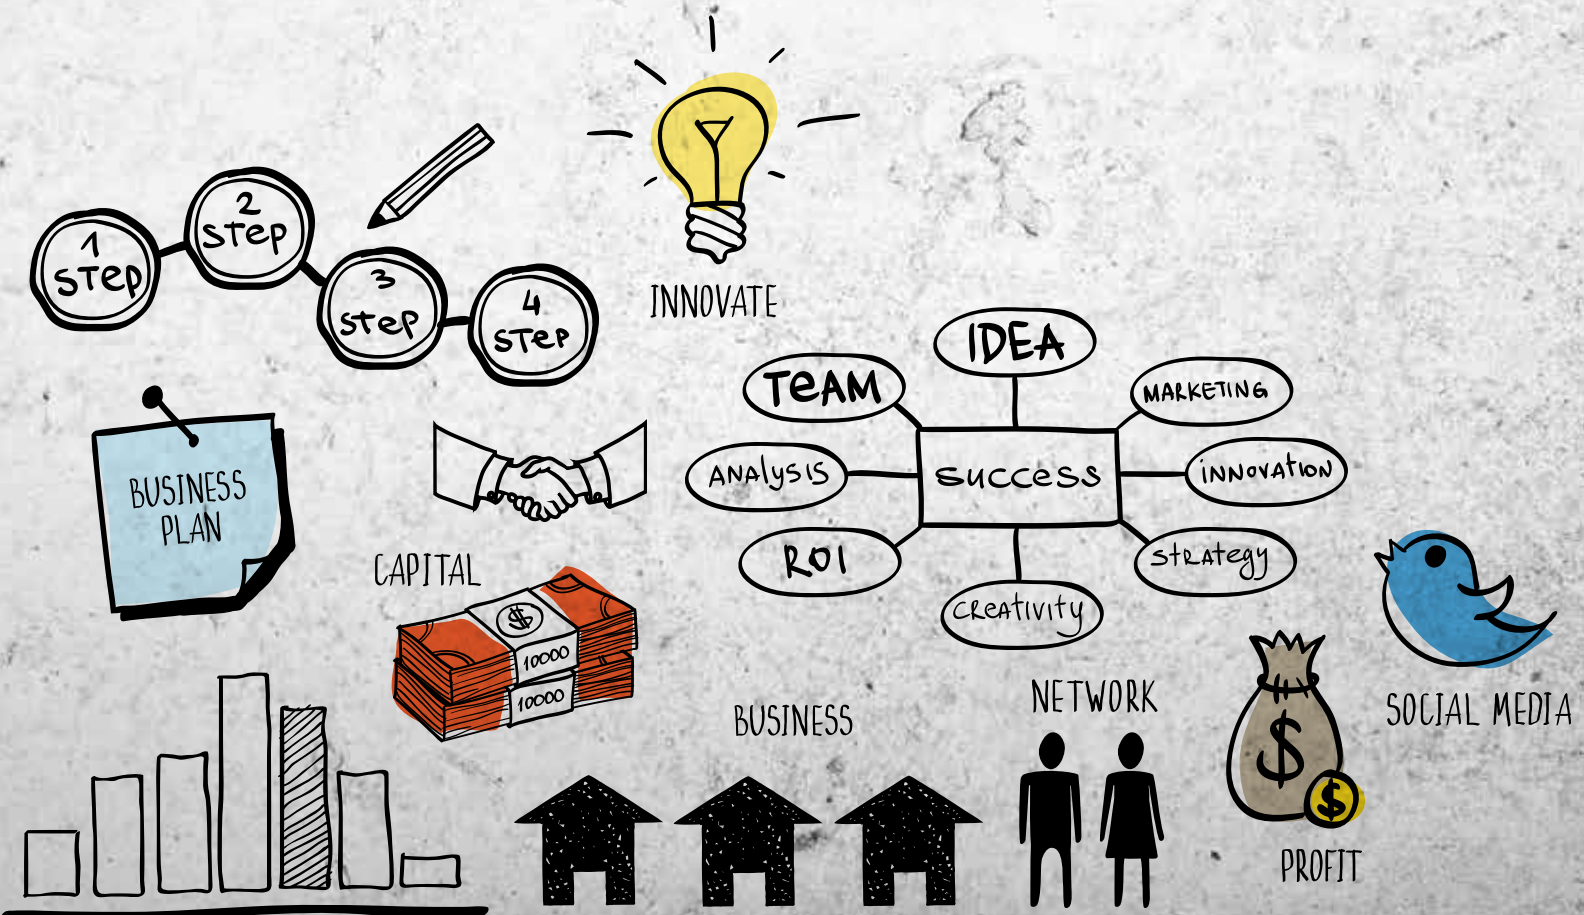 1
step
2
step
3
step
4
step
INNOVATE
BUSINESS
PLAN
CAPITAL
$
10000
10000
IDEA
TEAM
MARKETING
ANALYSIS
success
INNOVATION
ROI
strategy
creativity
BUSINESS
NETWORK
$
$
PROFIT
SOCIAL MEDIA